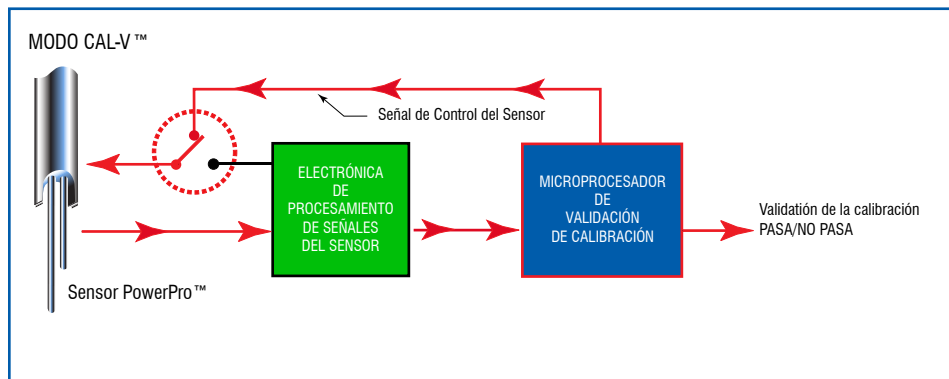 MODO CAL-V™
Señal de Control del Sensor
ELECTRÓNICA
DE
PROCESAMIENTO
DE SEÑALES
DEL SENSOR
MICROPROCESADOR
DE
VALIDACIÓN
DE CALIBRACIÓN
Validatión de la calibración
PASA/NO PASA
Sensor PowerPro™